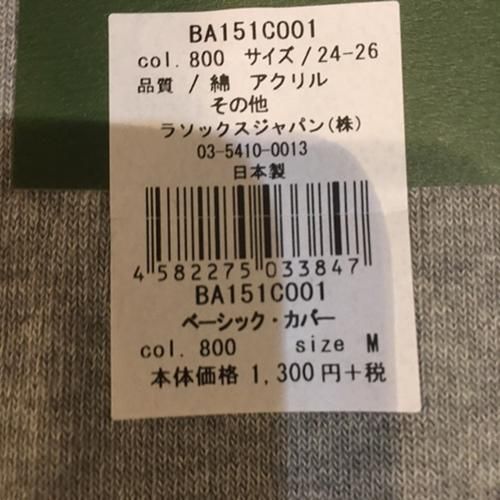 BA151C001
col. 800 サイズ/24-26
品質 / 綿 アクリル
その他
ラソックスジャパン(株)
03-5410-0013
日本製
4 582275 033847
BA151C001
ベーシック・カバー
col. 800 size M
本体価格 1,300円+税